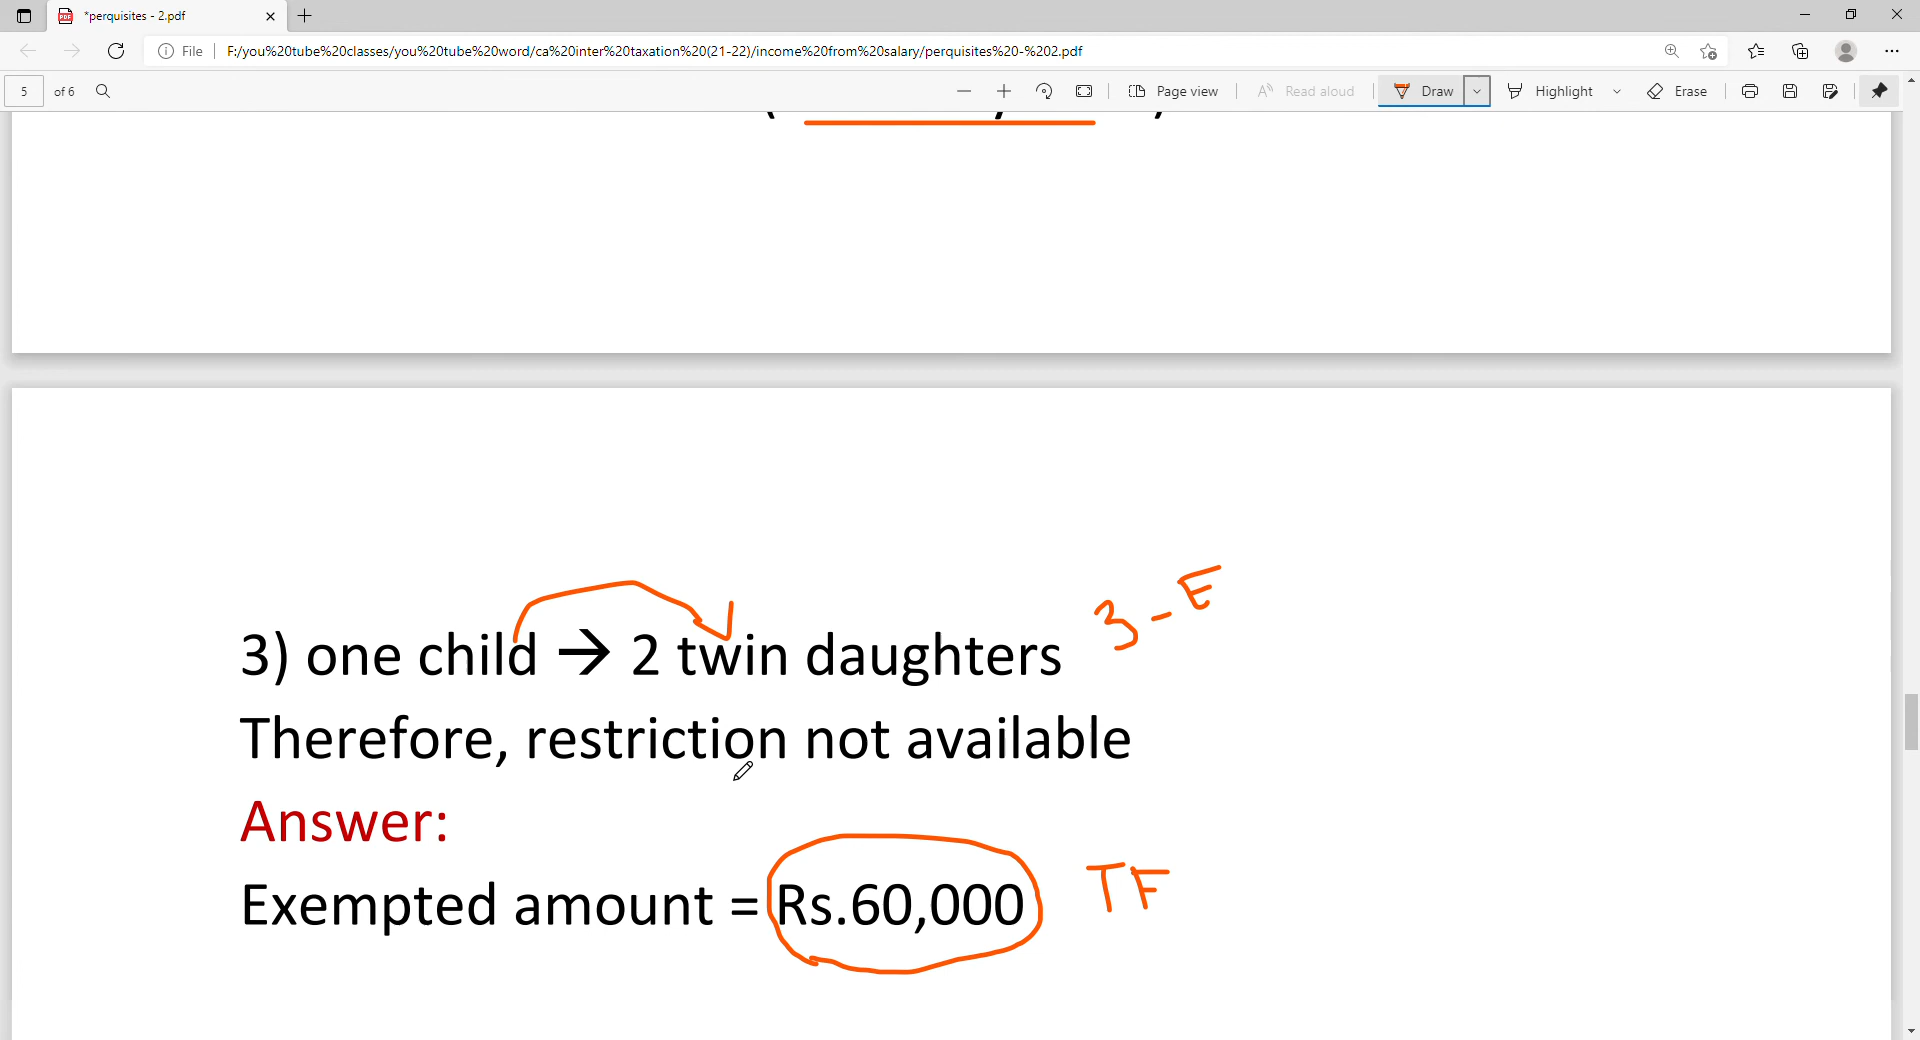 *perquisites - 2.pdf
File F:/you%20tube%20classes/you%20tube%20word/ca%20inter%20taxation%20(21-22)/income%20from%20salary/perquisites%20-%202.pdf
5 of 6 Page view Read aloud Draw Highlight Erase
3 - E
3) one child → 2 twin daughters
Therefore, restriction not available
Answer:
Exempted amount = Rs.60,000 TF